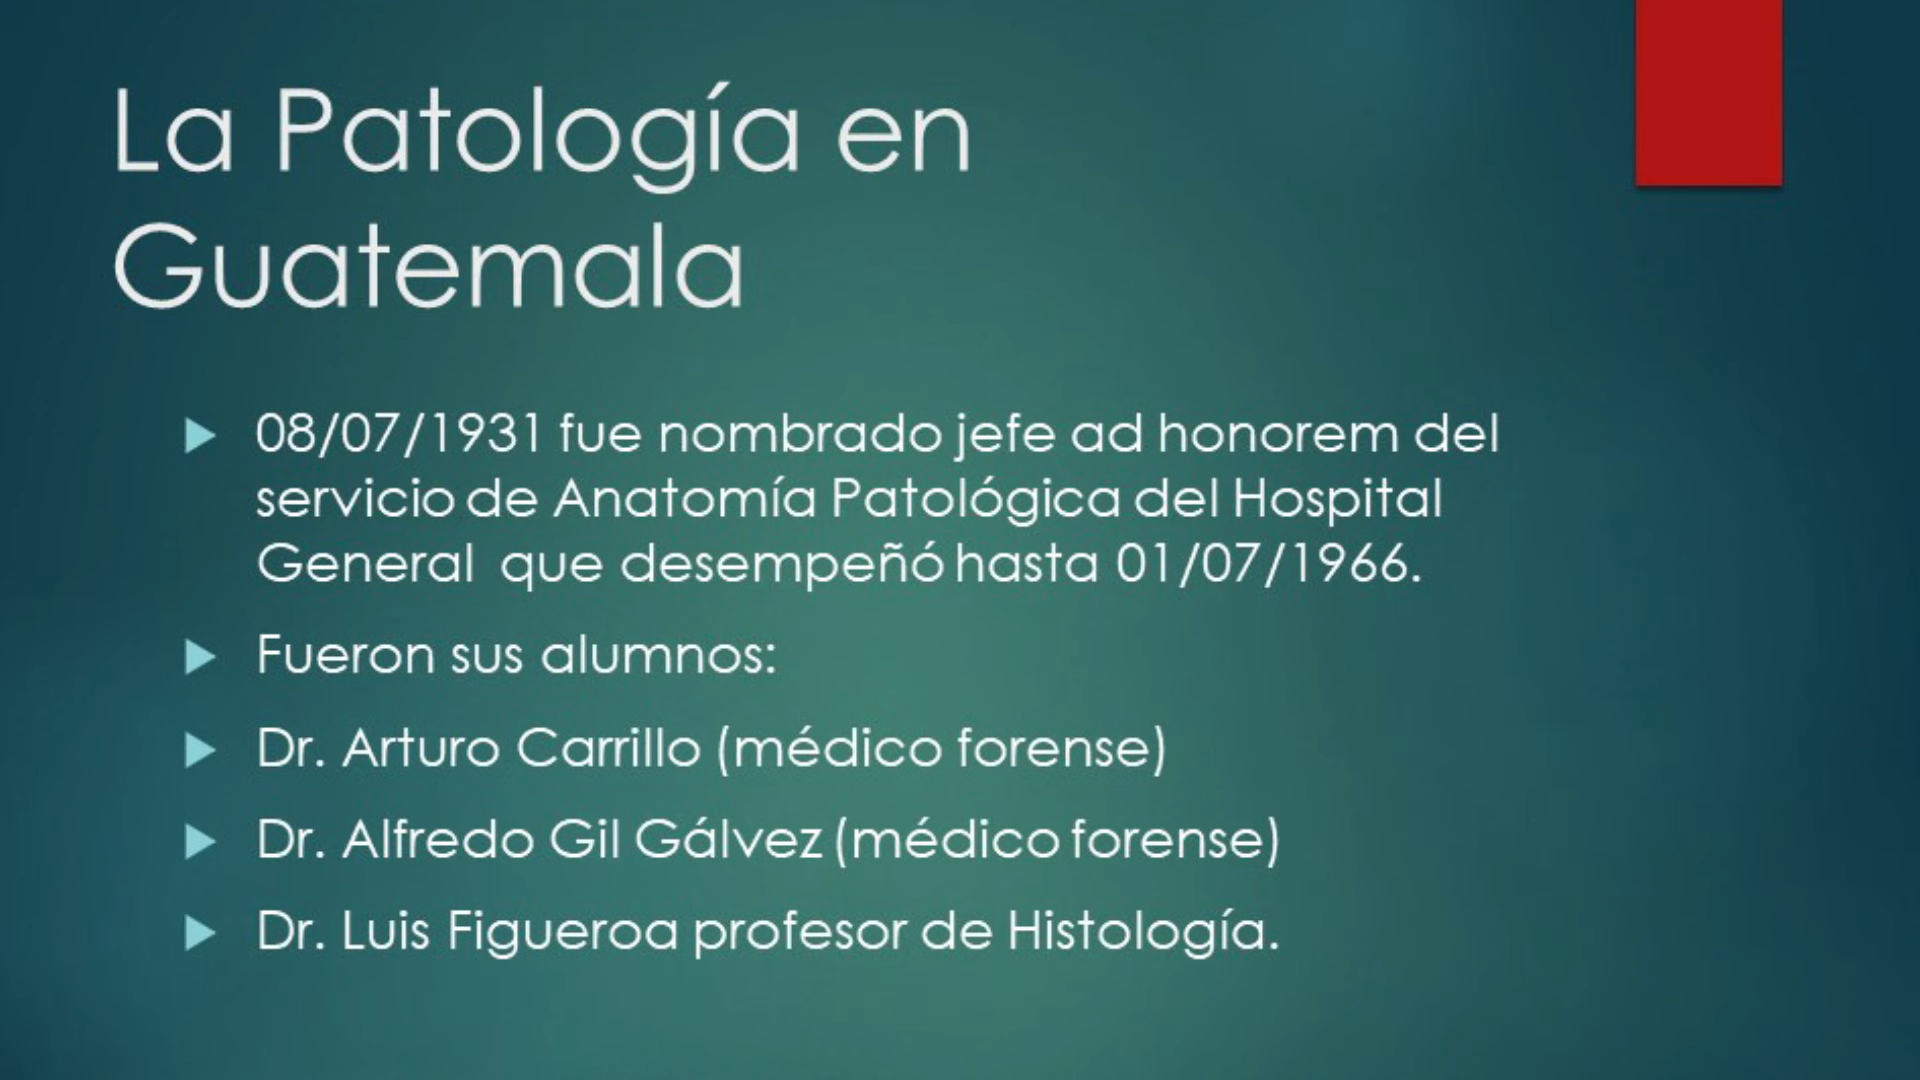 La Patología en
Guatemala
08/07/1931 fue nombrado jefe ad honorem del
servicio de Anatomía Patológica del Hospital
General que desempeñó hasta 01/07/1966.
Fueron sus alumnos:
Dr. Arturo Carrillo (médico forense)
Dr. Alfredo Gil Gálvez (médico forense)
Dr. Luis Figueroa profesor de Histología.